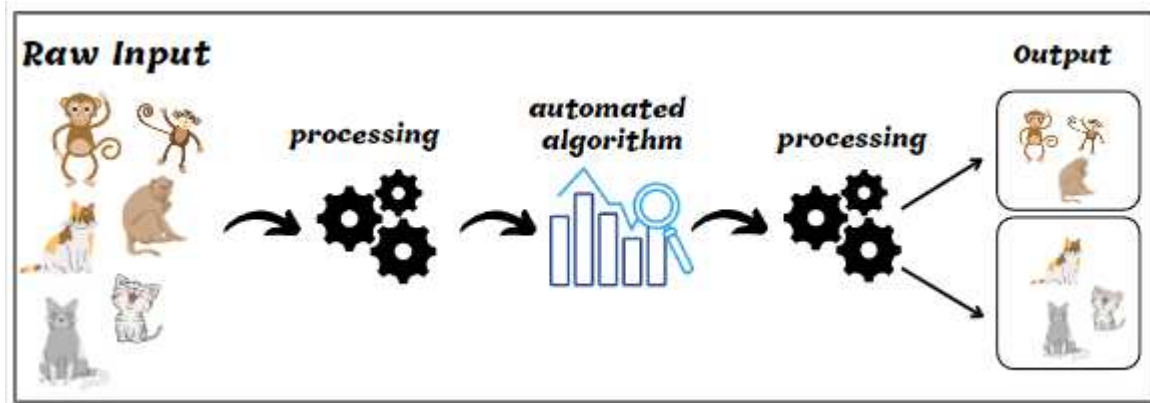 Raw Input
processing
automated
algorithm
processing
Output